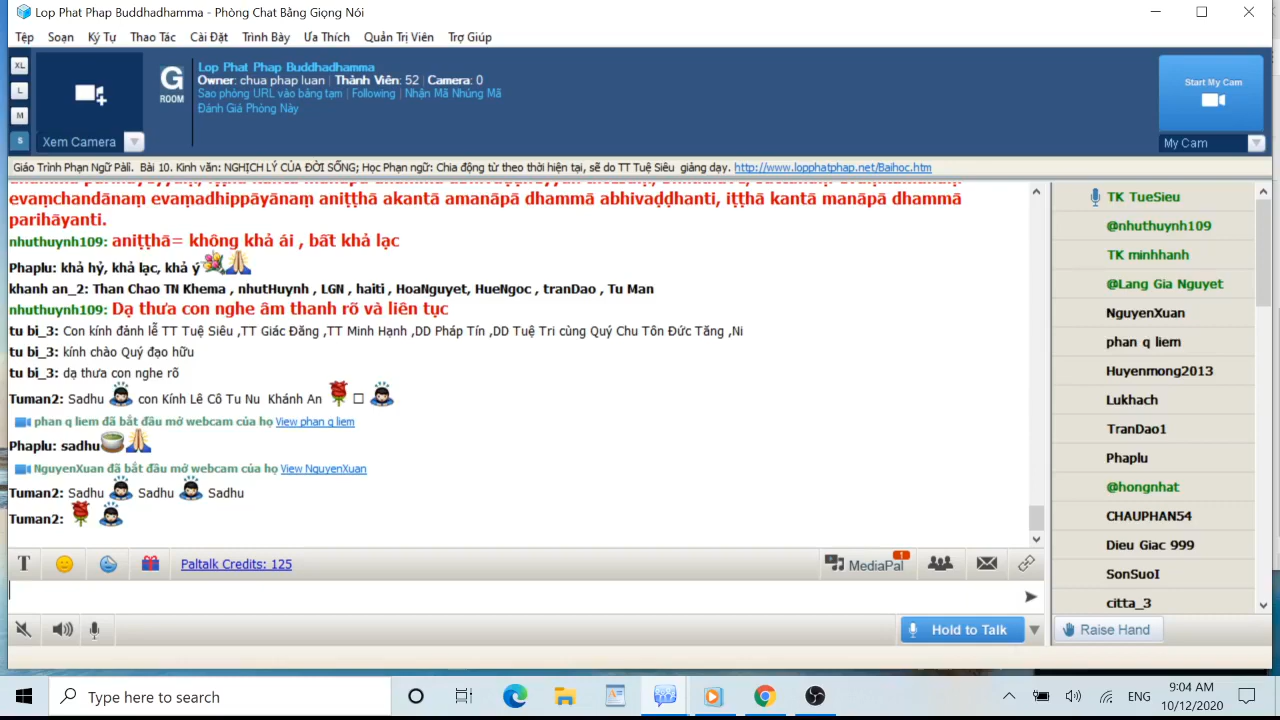 Lop Phat Phap Buddhadhamma - Phòng Chat Bằng Giọng Nói
Tệp Soạn Ký Tự Thao Tác Cài Đặt Trình Bày Ưa Thích Quản Trị Viên Trợ Giúp
XL
L
M
S
Xem Camera
G
ROOM
Lop Phat Phap Buddhadhamma
Owner: chua phap luan | Thành Viên: 52 | Camera: 0
Sao phòng URL vào bảng tạm | Following | Nhận Mã Nhúng Mã
Đánh Giá Phòng Này
Start My Cam
My Cam
Giáo Trình Phạn Ngữ Pàli. Bài 10. Kinh văn: NGHỊCH LÝ CỦA ĐỜI SỐNG; Học Phạn ngữ: Chia động từ theo thời hiện tại, sẽ do TT Tuệ Siêu giảng dạy. http://www.lopphatphap.net/Baihoc.htm
evaṃchandānaṃ evaṃadhippāyānaṃ aniṭṭhā akantā amanāpā dhammā abhivaḍḍhanti, iṭṭhā kantā manāpā dhammā
parihāyanti.
nhuthuynh109: aniṭṭhā= không khả ái , bất khả lạc
Phaplu: khả hỷ, khả lạc, khả ý
khanh an_2: Than Chao TN Khema , nhutHuynh , LGN , haiti , HoaNguyet, HueNgoc , tranDao , Tu Man
nhuthuynh109: Dạ thưa con nghe âm thanh rõ và liên tục
tu bi_3: Con kính đảnh lễ TT Tuệ Siêu ,TT Giác Đăng ,TT Minh Hạnh ,DD Pháp Tín ,DD Tuệ Tri cùng Quý Chu Tôn Đức Tăng ,Ni
tu bi_3: kính chào Quý đạo hữu
tu bi_3: dạ thưa con nghe rõ
Tuman2: Sadhu con Kính Lê Cô Tu Nu Khánh An
phan q liem đã bắt đầu mở webcam của họ View phan q liem
Phaplu: sadhu
NguyenXuan đã bắt đầu mở webcam của họ View NguyenXuan
Tuman2: Sadhu Sadhu Sadhu
Tuman2:
TK TueSieu
@nhuthuynh109
TK minhhanh
@Lang Gia Nguyet
NguyenXuan
phan q liem
Huyenmong2013
Lukhach
TranDao1
Phaplu
@hongnhat
CHAUPHAN54
Dieu Giac 999
SonSuoI
citta_3
T
Paltalk Credits: 125
MediaPal
1
Hold to Talk
Raise Hand
Type here to search
ENG
9:04 AM
10/12/2020